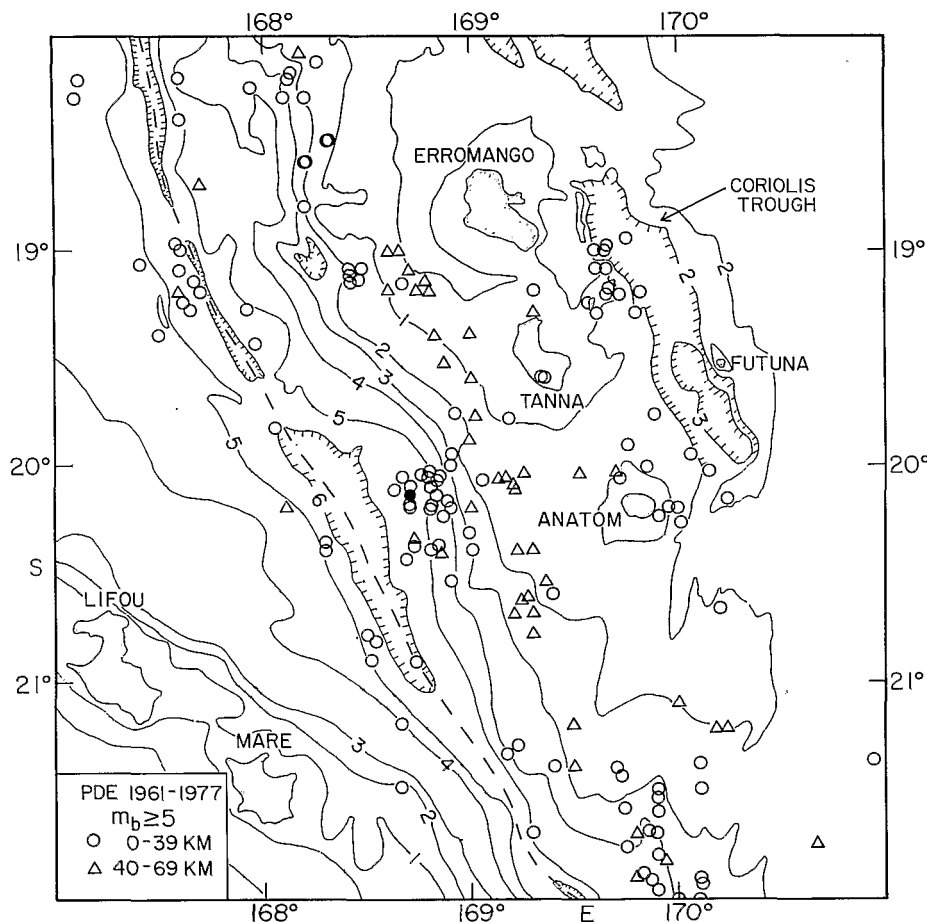 168° 169° 170°
ERROMANGO
CORIOLIS
TROUGH
19° 19°
2 2
1
2
3
4
FUTUNA
TANNA
3
5
5
20° 20°
6
ANATOM
S
LIFOU
21° 21°
MARE
3
4
2
1
PDE 1961-1977
m_b ≥ 5
O 0-39 KM
△ 40-69 KM
168° 169° E 170°